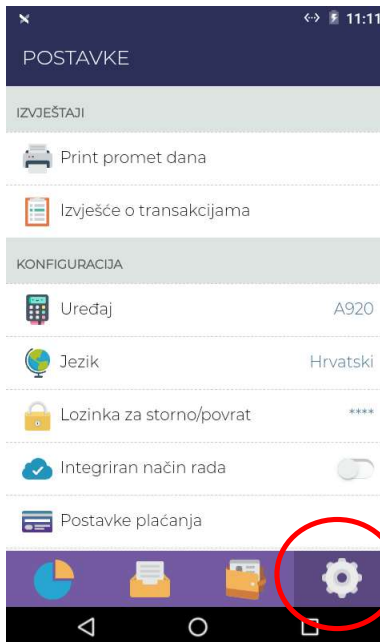 11:11
POSTAVKE
IZVJEŠTAJI
Print promet dana
Izvješće o transakcijama
KONFIGURACIJA
Uređaj A920
Jezik Hrvatski
Lozinka za storno/povrat ****
Integriran način rada
Postavke plaćanja